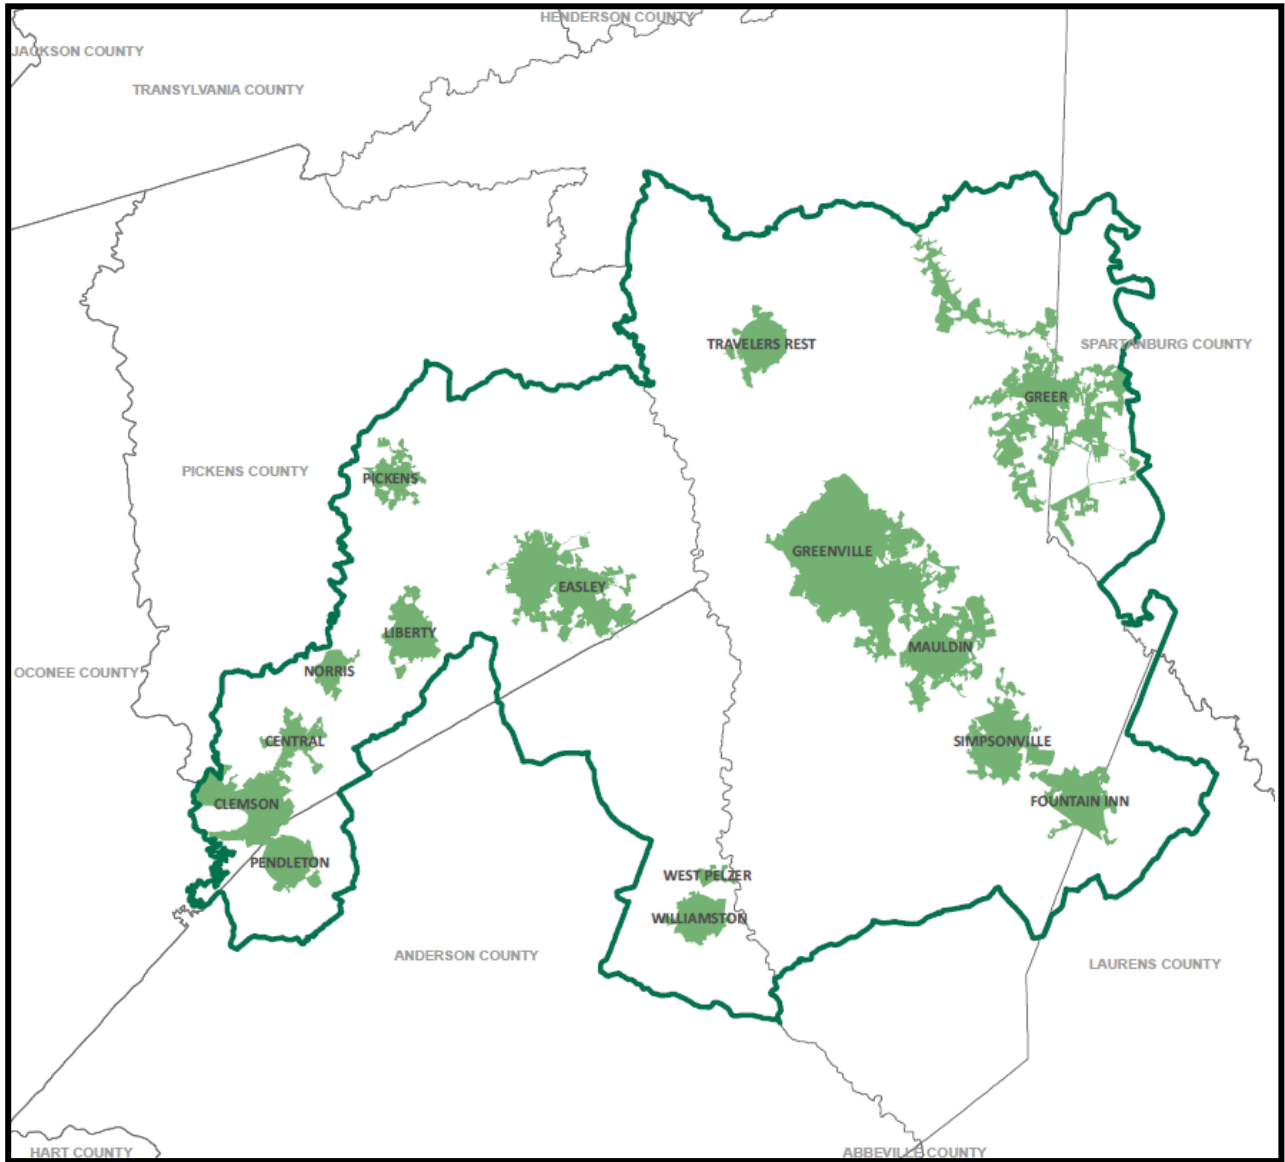 HENDERSON COUNTY
JACKSON COUNTY
TRANSYLVANIA COUNTY
TRAVELERS REST
SPARTANBURG COUNTY
GREER
PICKENS COUNTY
PICKENS
GREENVILLE
EASLEY
LIBERTY
MAULDIN
OCONEE COUNTY
NORRIS
CENTRAL
SIMPSONVILLE
CLEMSON
FOUNTAIN INN
PENDLETON
WEST PELZER
WILLIAMSTON
ANDERSON COUNTY
LAURENS COUNTY
HART COUNTY
ABBEVILLE COUNTY